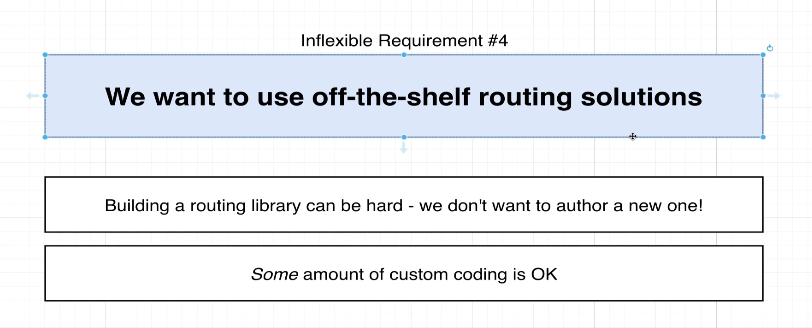 Inflexible Requirement #4
We want to use off-the-shelf routing solutions
Building a routing library can be hard - we don't want to author a new one!
Some amount of custom coding is OK